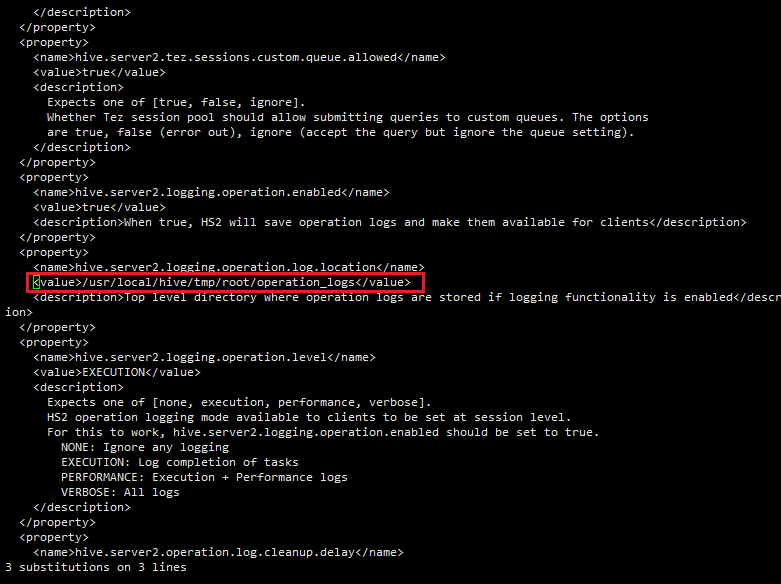 </description>
</property>
<property>
<name>hive.server2.tez.sessions.custom.queue.allowed</name>
<value>true</value>
<description>
Expects one of [true, false, ignore].
Whether Tez session pool should allow submitting queries to custom queues. The options
are true, false (error out), ignore (accept the query but ignore the queue setting).
</description>
</property>
<property>
<name>hive.server2.logging.operation.enabled</name>
<value>true</value>
<description>When true, HS2 will save operation logs and make them available for clients</description>
</property>
<property>
<name>hive.server2.logging.operation.log.location</name>
<value>/usr/local/hive/tmp/root/operation_logs</value>
<description>Top level directory where operation logs are stored if logging functionality is enabled</descr
ion>
</property>
<property>
<name>hive.server2.logging.operation.level</name>
<value>EXECUTION</value>
<description>
Expects one of [none, execution, performance, verbose].
HS2 operation logging mode available to clients to be set at session level.
For this to work, hive.server2.logging.operation.enabled should be set to true.
NONE: Ignore any logging
EXECUTION: Log completion of tasks
PERFORMANCE: Execution + Performance logs
VERBOSE: All logs
</description>
</property>
<property>
<name>hive.server2.operation.log.cleanup.delay</name>
3 substitutions on 3 lines